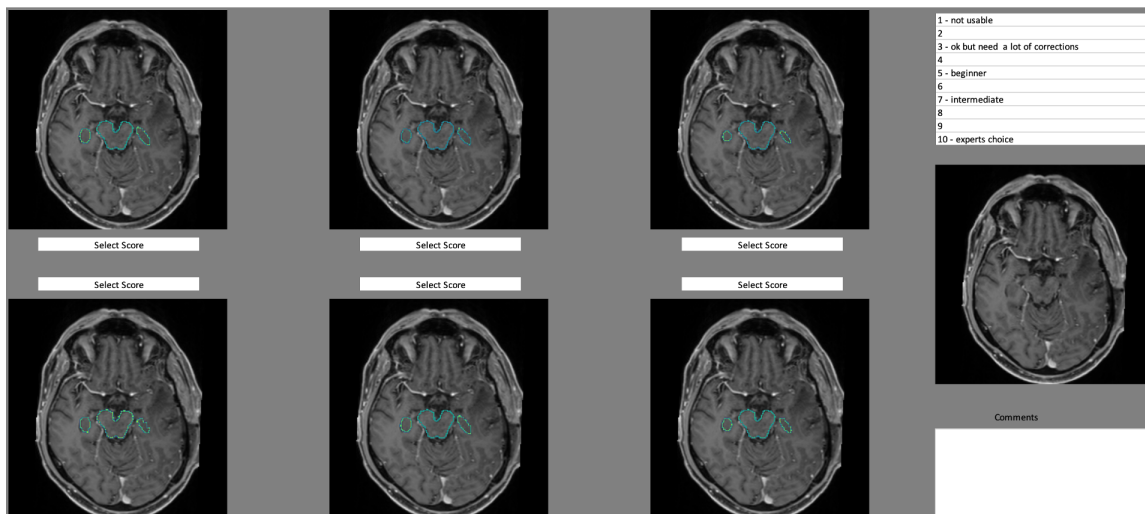 Select Score
Select Score
Select Score
Select Score
Select Score
Select Score
1 - not usable
2
3 - ok but need  a lot of corrections
4
5 - beginner
6
7 - intermediate
8
9
10 - experts choice
Comments